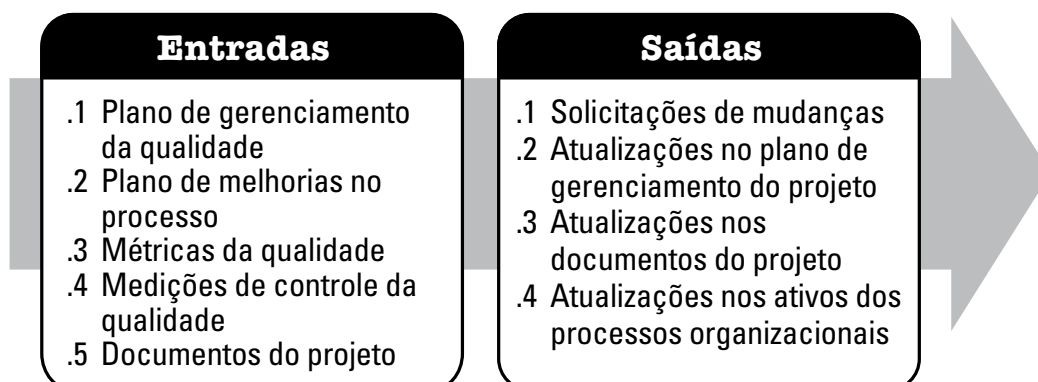 Entradas
.1 Plano de gerenciamento
da qualidade
.2 Plano de melhorias no
processo
.3 Métricas da qualidade
.4 Medições de controle da
qualidade
.5 Documentos do projeto
Saídas
.1 Solicitações de mudanças
.2 Atualizações no plano de
gerenciamento do projeto
.3 Atualizações nos
documentos do projeto
.4 Atualizações nos ativos dos
processos organizacionais